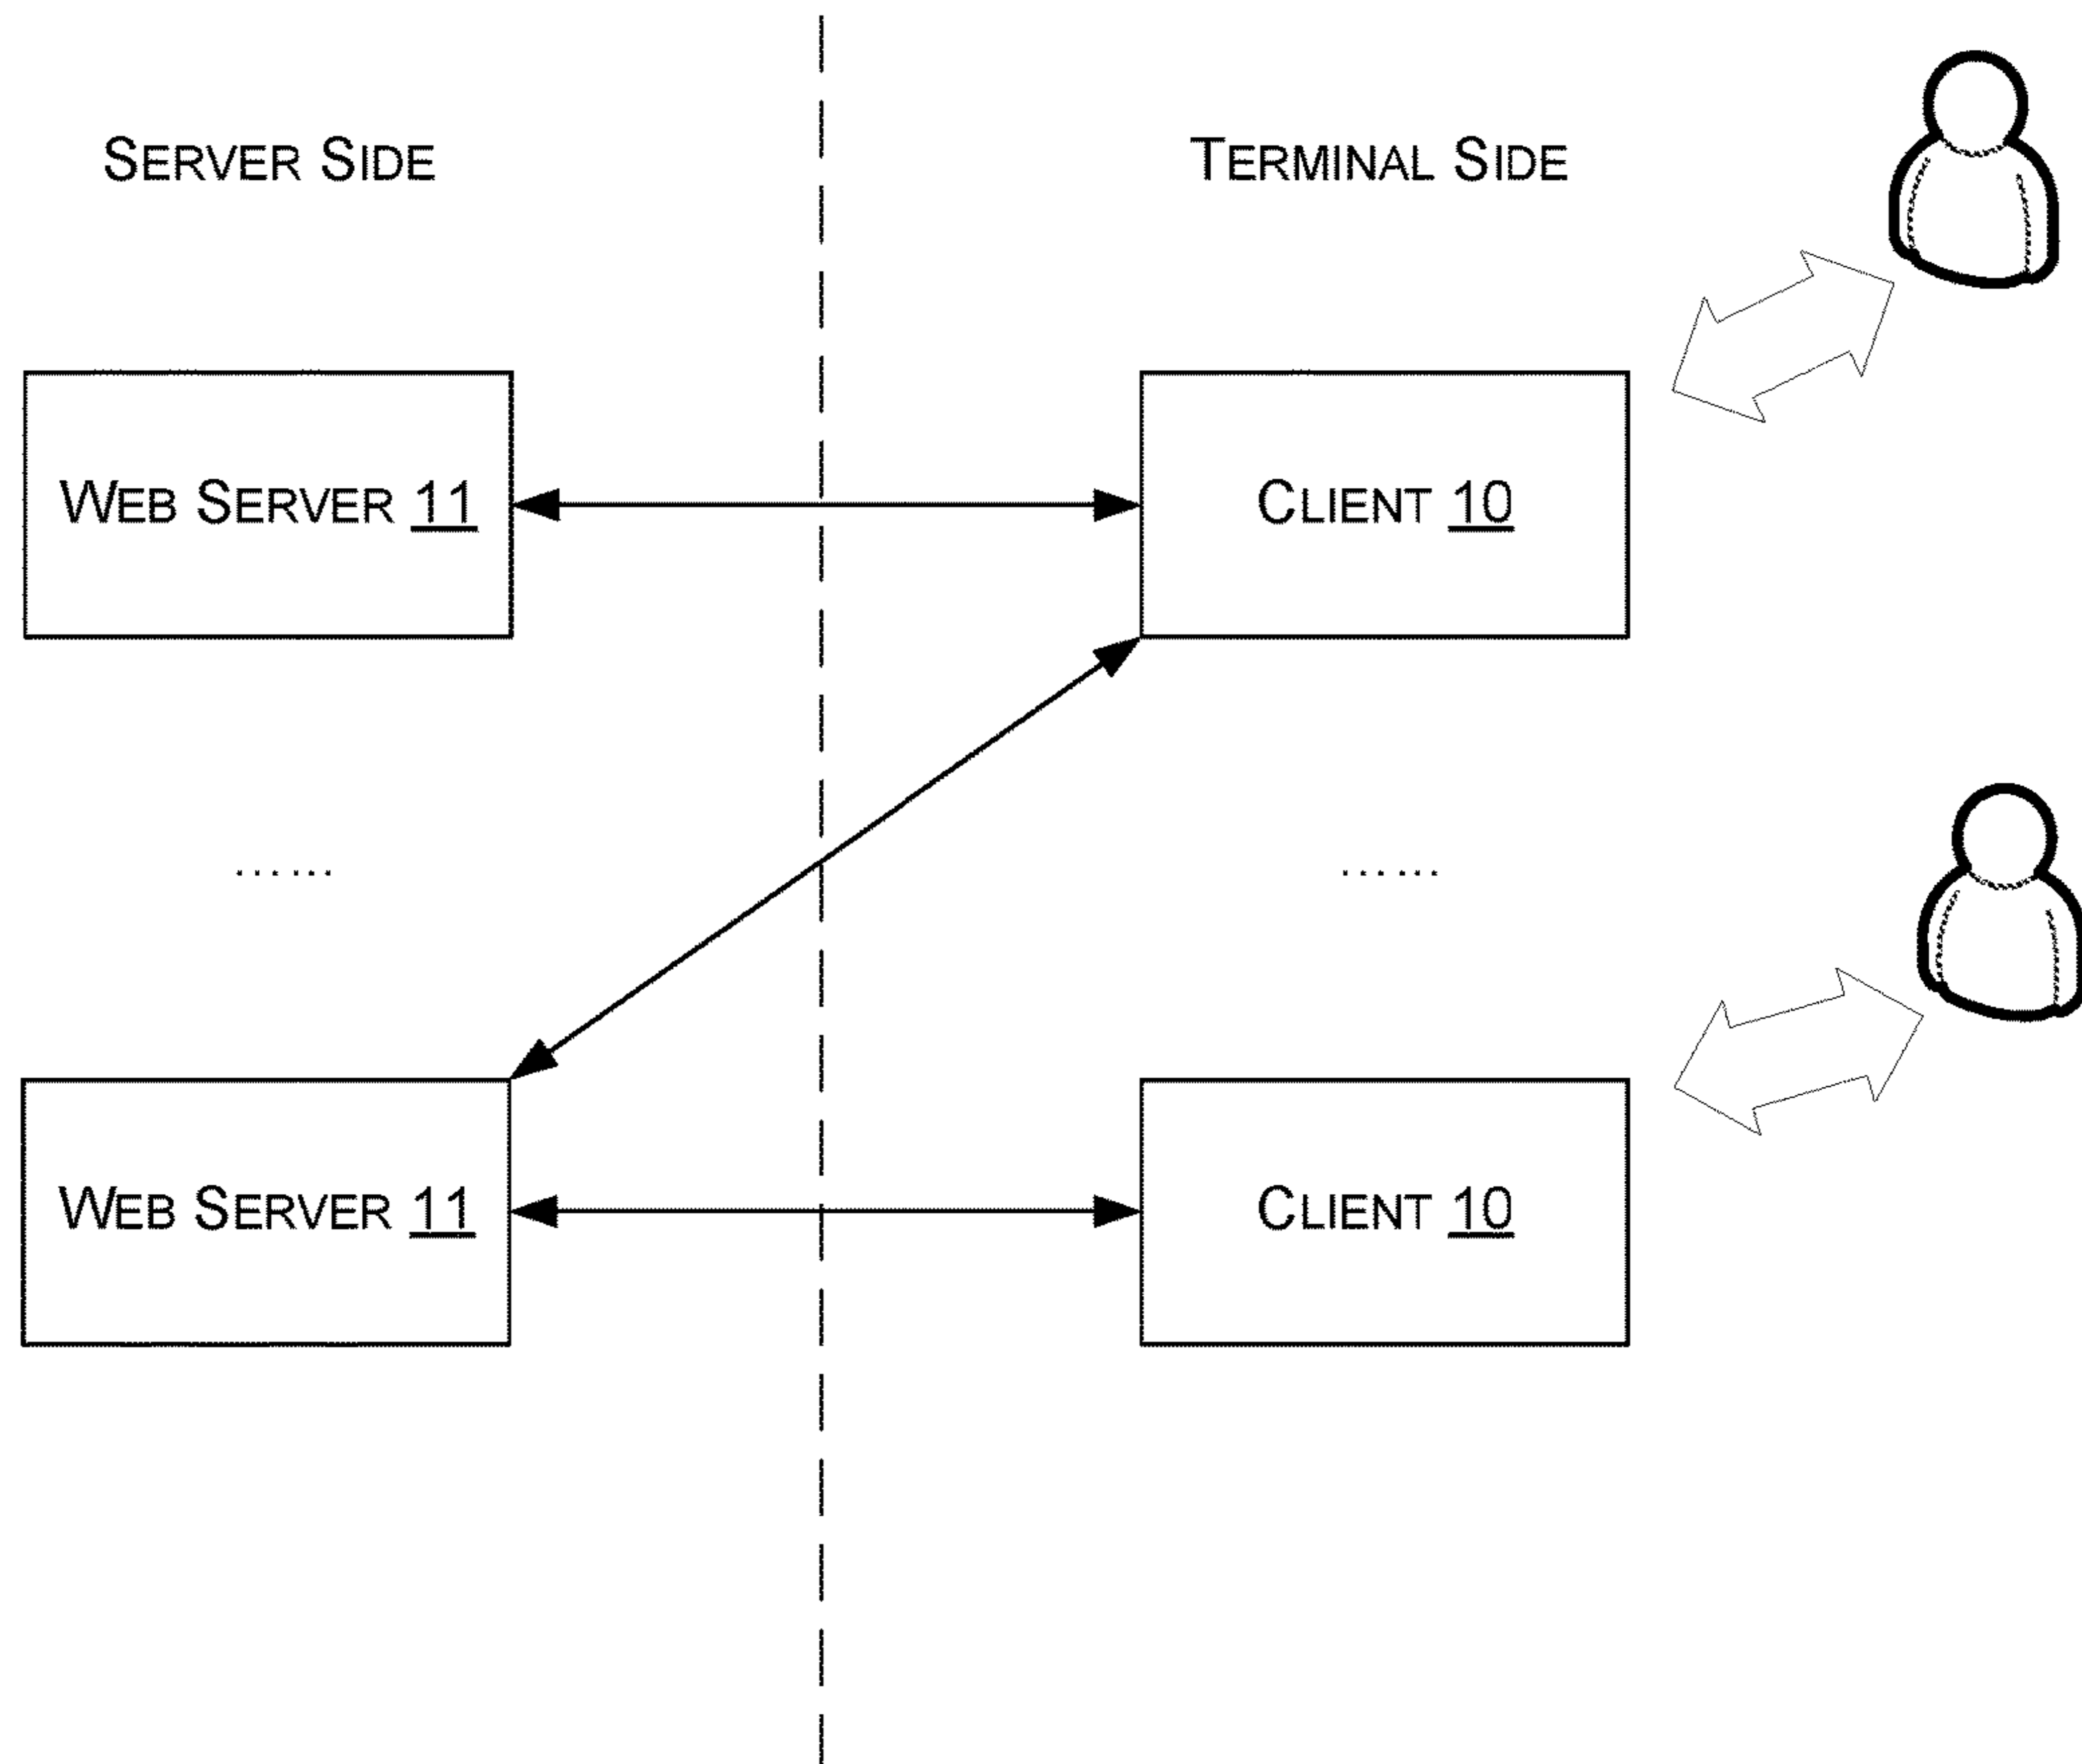 SERVER SIDE
TERMINAL SIDE
WEB SERVER 11
CLIENT 10
......
......
WEB SERVER 11
CLIENT 10